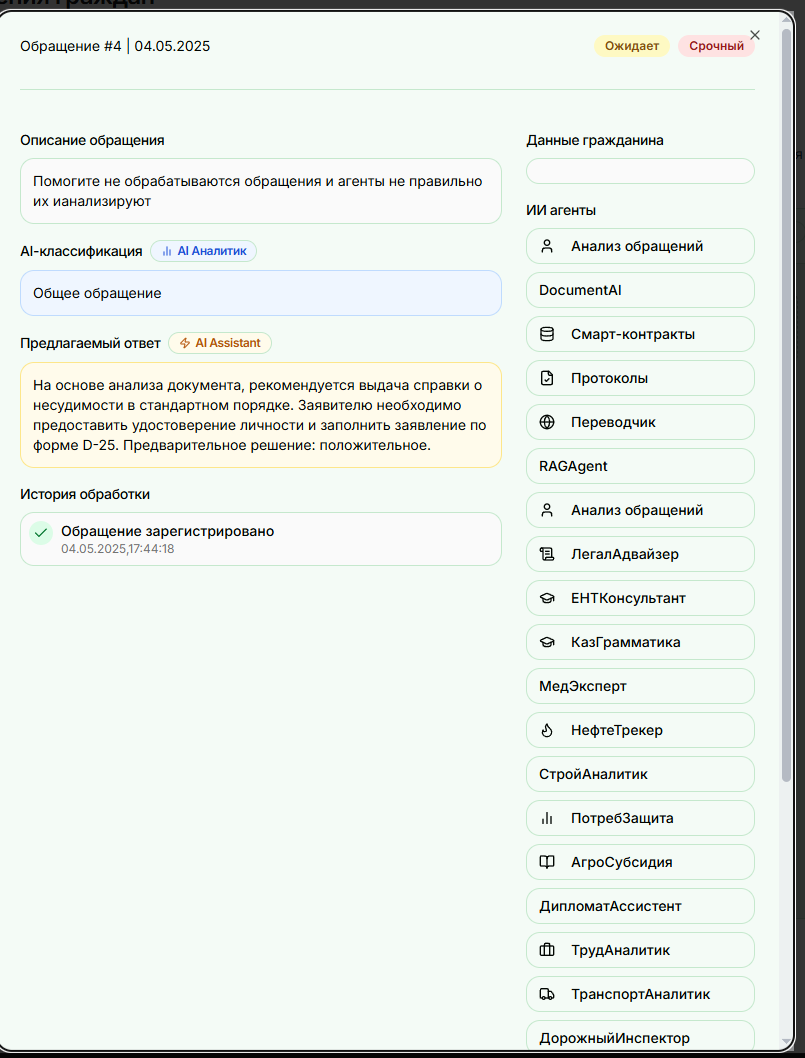 Обращение #4 | 04.05.2025
Ожидает
Срочный
Описание обращения
Помогите не обрабатываются обращения и агенты не правильно
их ианализируют
AI-классификация
AI Аналитик
Общее обращение
Предлагаемый ответ
AI Assistant
На основе анализа документа, рекомендуется выдача справки о
несудимости в стандартном порядке. Заявителю необходимо
предоставить удостоверение личности и заполнить заявление по
форме D-25. Предварительное решение: положительное.
История обработки
Обращение зарегистрировано
04.05.2025,17:44:18
Данные гражданина
ИИ агенты
Анализ обращений
DocumentAI
Смарт-контракты
Протоколы
Переводчик
RAGAgent
Анализ обращений
ЛегалАдвайзер
ЕНТКонсультант
КазГрамматика
МедЭксперт
НефтеТрекер
СтройАналитик
ПотребЗащита
АгроСубсидия
ДипломатАссистент
ТрудАналитик
ТранспортАналитик
ДорожныйИнспектор